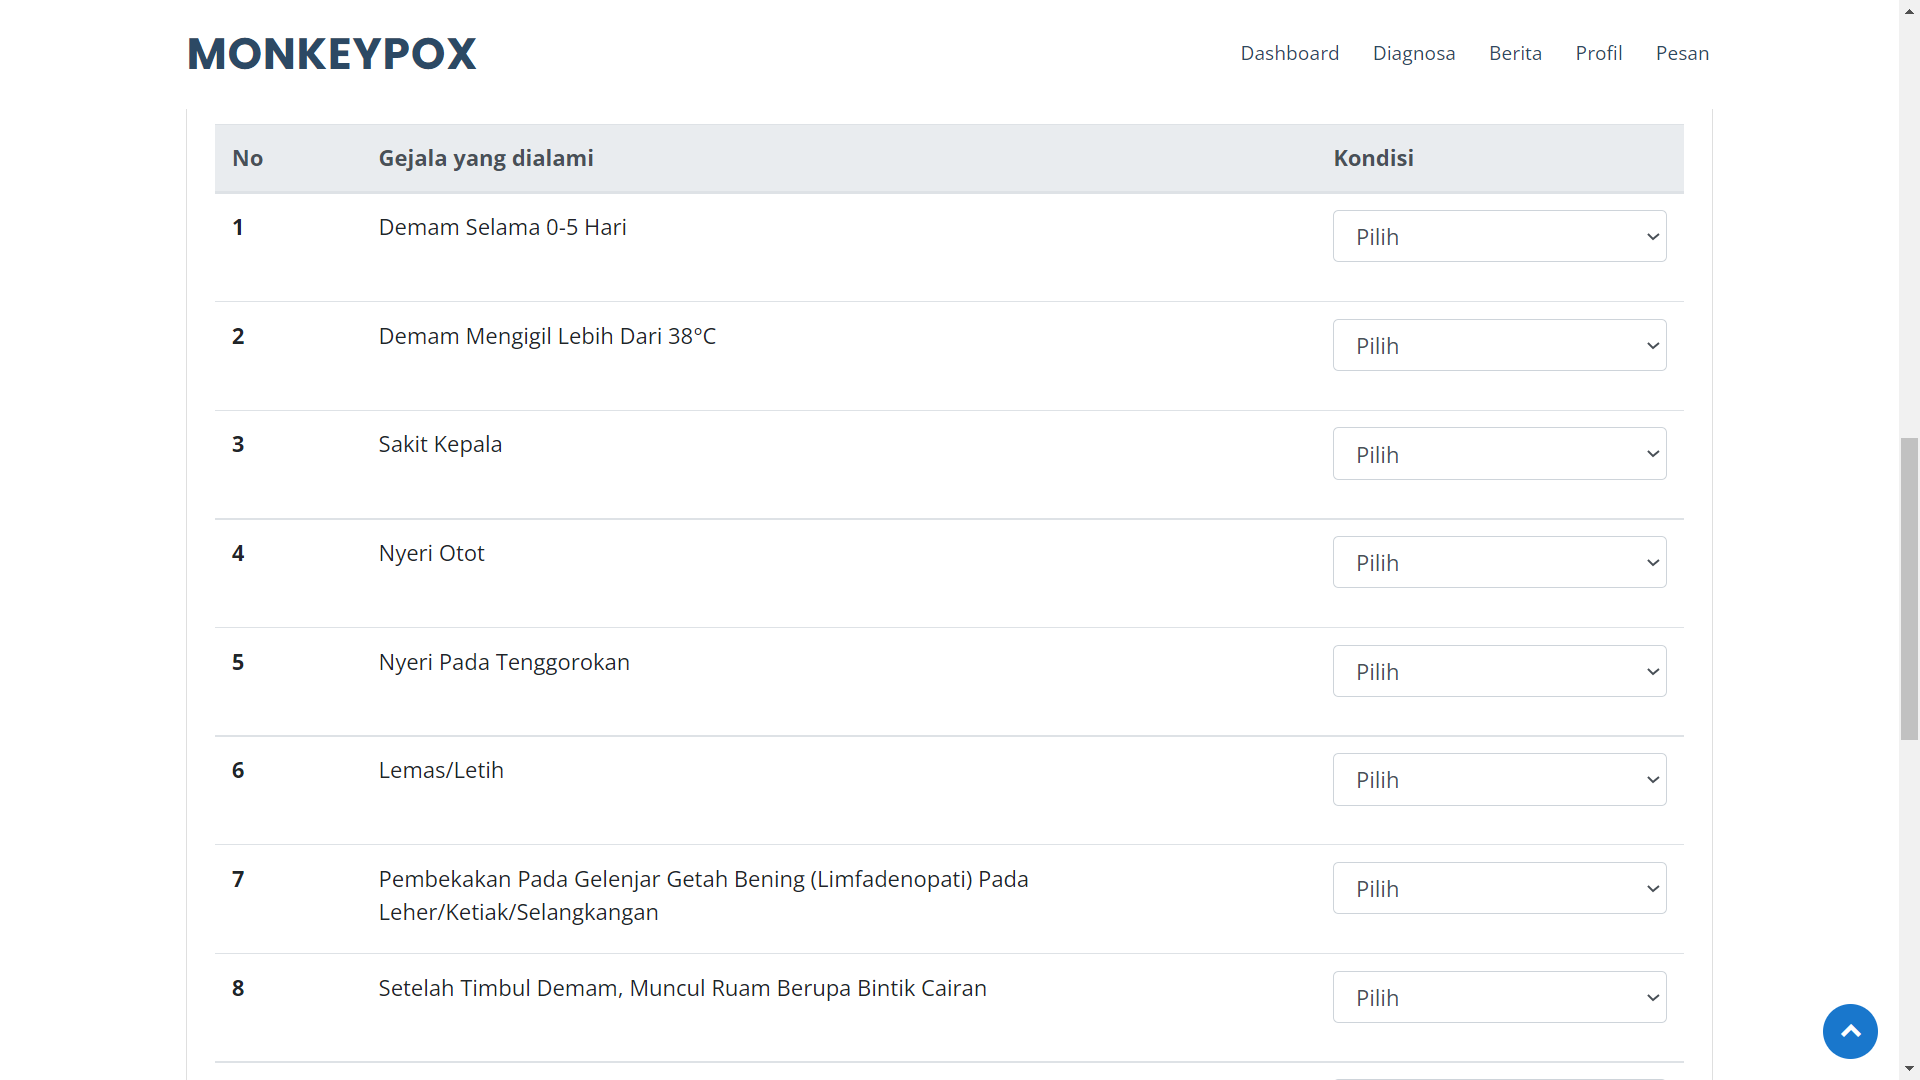 MONKEYPOX
Dashboard Diagnosa Berita Profil Pesan
No Gejala yang dialami Kondisi
1 Demam Selama 0-5 Hari Pilih
2 Demam Mengigil Lebih Dari 38°C Pilih
3 Sakit Kepala Pilih
4 Nyeri Otot Pilih
5 Nyeri Pada Tenggorokan Pilih
6 Lemas/Letih Pilih
7 Pembekakan Pada Gelenjar Getah Bening (Limfadenopati) Pada Pilih
Leher/Ketiak/Selangkangan
8 Setelah Timbul Demam, Muncul Ruam Berupa Bintik Cairan Pilih